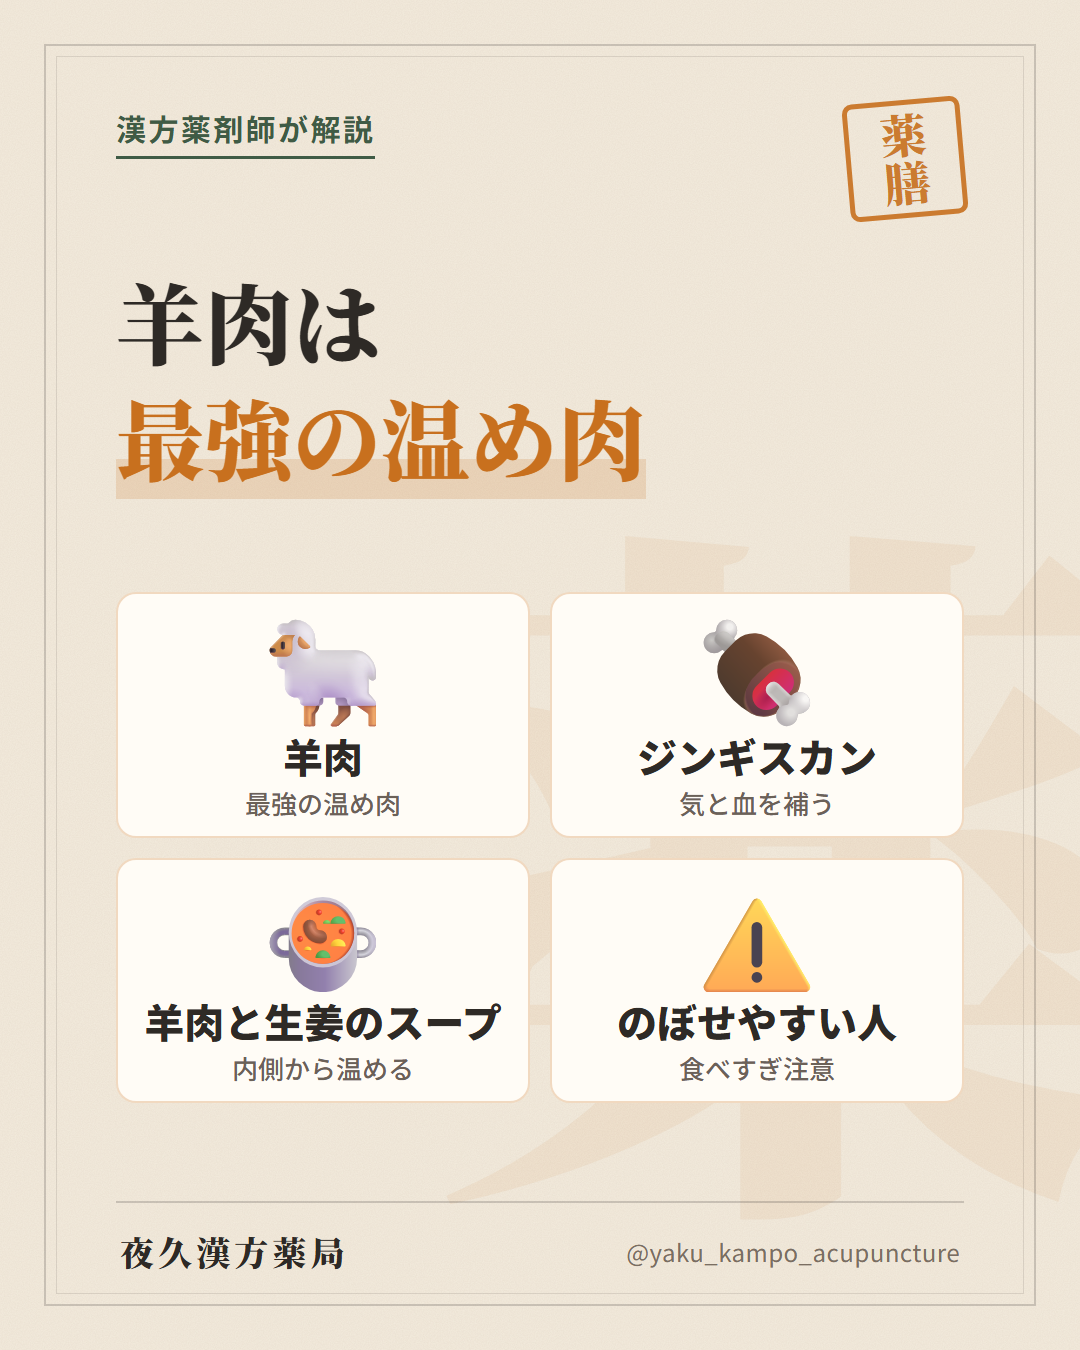 漢方薬剤師が解説
薬膳
羊肉は
最強の温め肉
羊肉
最強の温め肉
ジンギスカン
気と血を補う
羊肉と生姜のスープ
内側から温める
のぼせやすい人
食べすぎ注意
夜久漢方薬局
@yaku_kampo_acupuncture
薬